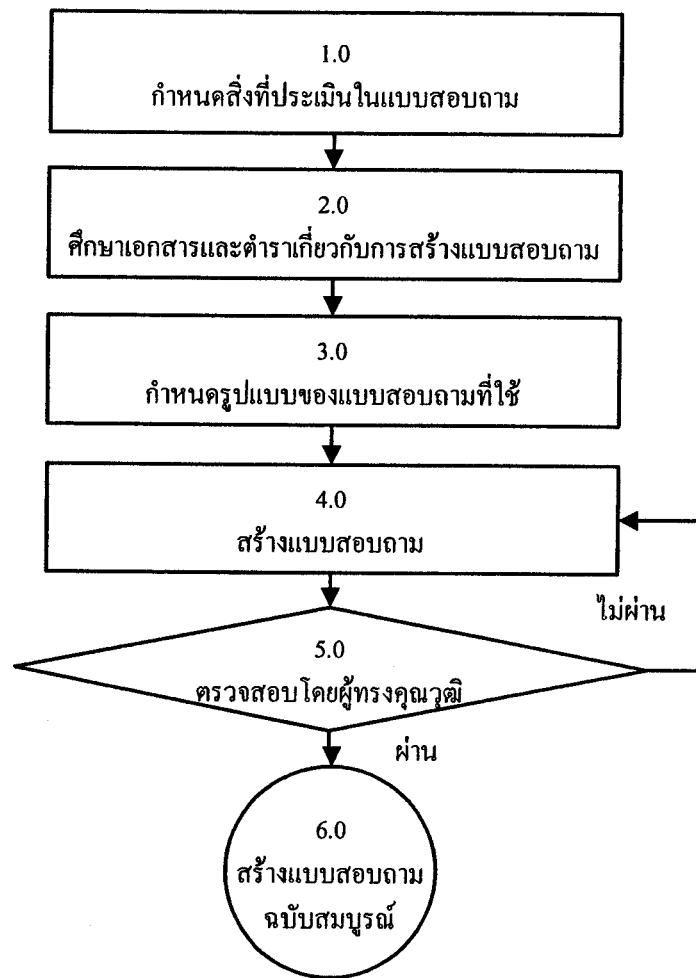 1.0
กำหนดสิ่งที่ประเมินในแบบสอบถาม
2.0
ศึกษาเอกสารและตำราเกี่ยวกับการสร้างแบบสอบถาม
3.0
กำหนดรูปแบบของแบบสอบถามที่ใช้
4.0
สร้างแบบสอบถาม
ไม่ผ่าน
5.0
ตรวจสอบโดยผู้ทรงคุณวุฒิ
ผ่าน
6.0
สร้างแบบสอบถาม
ฉบับสมบูรณ์